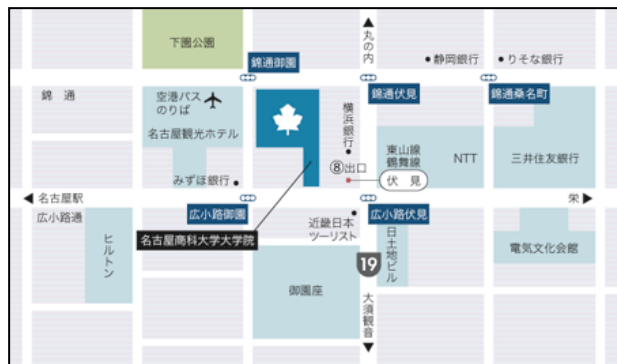 下園公園
丸の内
錦通御園
静岡銀行
りそな銀行
錦通
空港バス
のりば
名古屋観光ホテル
横浜銀行
錦通伏見
錦通桑名町
東山線
鶴舞線
NTT
三井住友銀行
⑧出口
伏見
みずほ銀行
名古屋駅
栄
広小路通
広小路御園
広小路伏見
名古屋商科大学大学院
近畿日本
ツーリスト
ヒルトン
日土地ビル
電気文化会館
19
御園座
大須観音